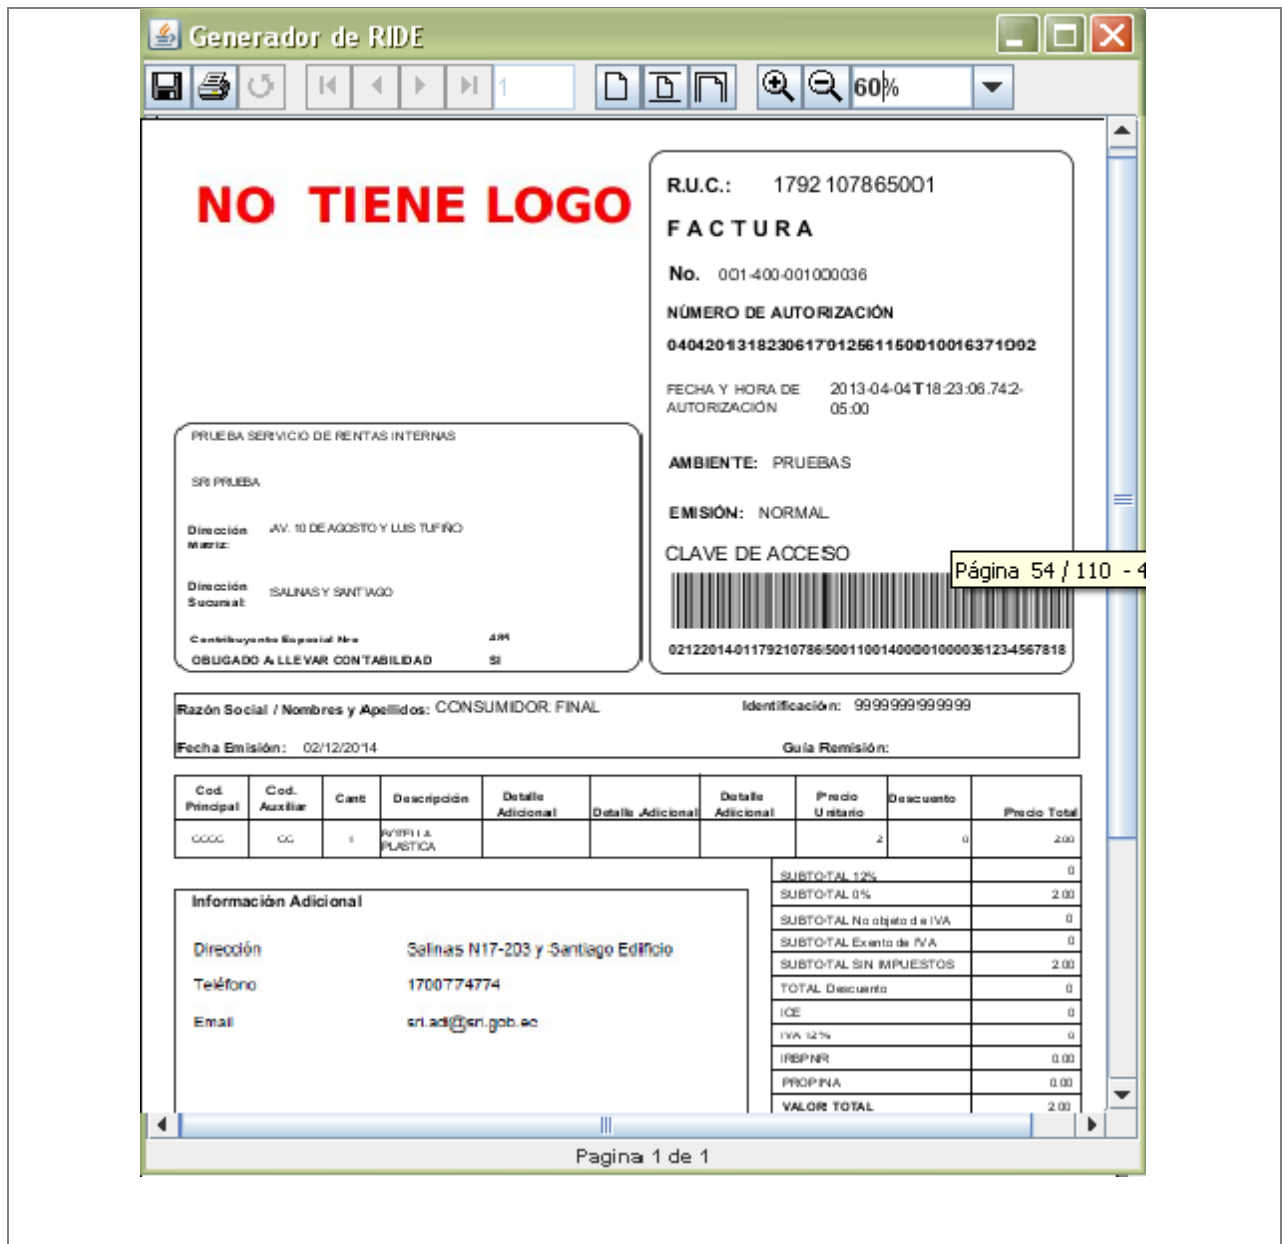 Generador de RIDE
1
60%
NO TIENE LOGO
R.U.C.: 1792107865001
FACTURA
No. 001-400-001000036
NÚMERO DE AUTORIZACIÓN
0404201318230617912561150010016371092
FECHA Y HORA DE AUTORIZACIÓN 2013-04-04T18:23:06.742-05:00
AMBIENTE: PRUEBAS
EMISIÓN: NORMAL
CLAVE DE ACCESO
Página 54 / 110 - 4
0212201401179210786500110014000010000361234567818
PRUEBA SERVICIO DE RENTAS INTERNAS
SRI PRUEBA
Dirección Matriz: AV. 10 DE AGOSTO Y LUIS TUFIÑO
Dirección Sucursal: SALINAS Y SANTIAGO
Contribuyente Especial Nro
OBLIGADO A LLEVAR CONTABILIDAD SI
Razón Social / Nombres y Apellidos: CONSUMIDOR FINAL Identificación: 9999999999999
Fecha Emisión: 02/12/2014 Guía Remisión:
Cod. Principal Cod. Auxiliar Cant Descripción Detalle Adicional Detalle Adicional Detalle Adicional Precio Unitario Descuento Precio Total
1 BOTELLA PLASTICA 2 0 2.00
SUBTOTAL 12% 0
SUBTOTAL 0% 2.00
SUBTOTAL No objeto de IVA 0
SUBTOTAL Exento de IVA 0
SUBTOTAL SIN IMPUESTOS 2.00
TOTAL Descuento 0
ICE 0
IVA 12% 0
IRBPNR 0.00
PROPINA 0.00
VALOR TOTAL 2.00
Información Adicional
Dirección Salinas N17-203 y Santiago Edificio
Teléfono 1700774774
Email sri.adi@sri.gob.ec
Pagina 1 de 1